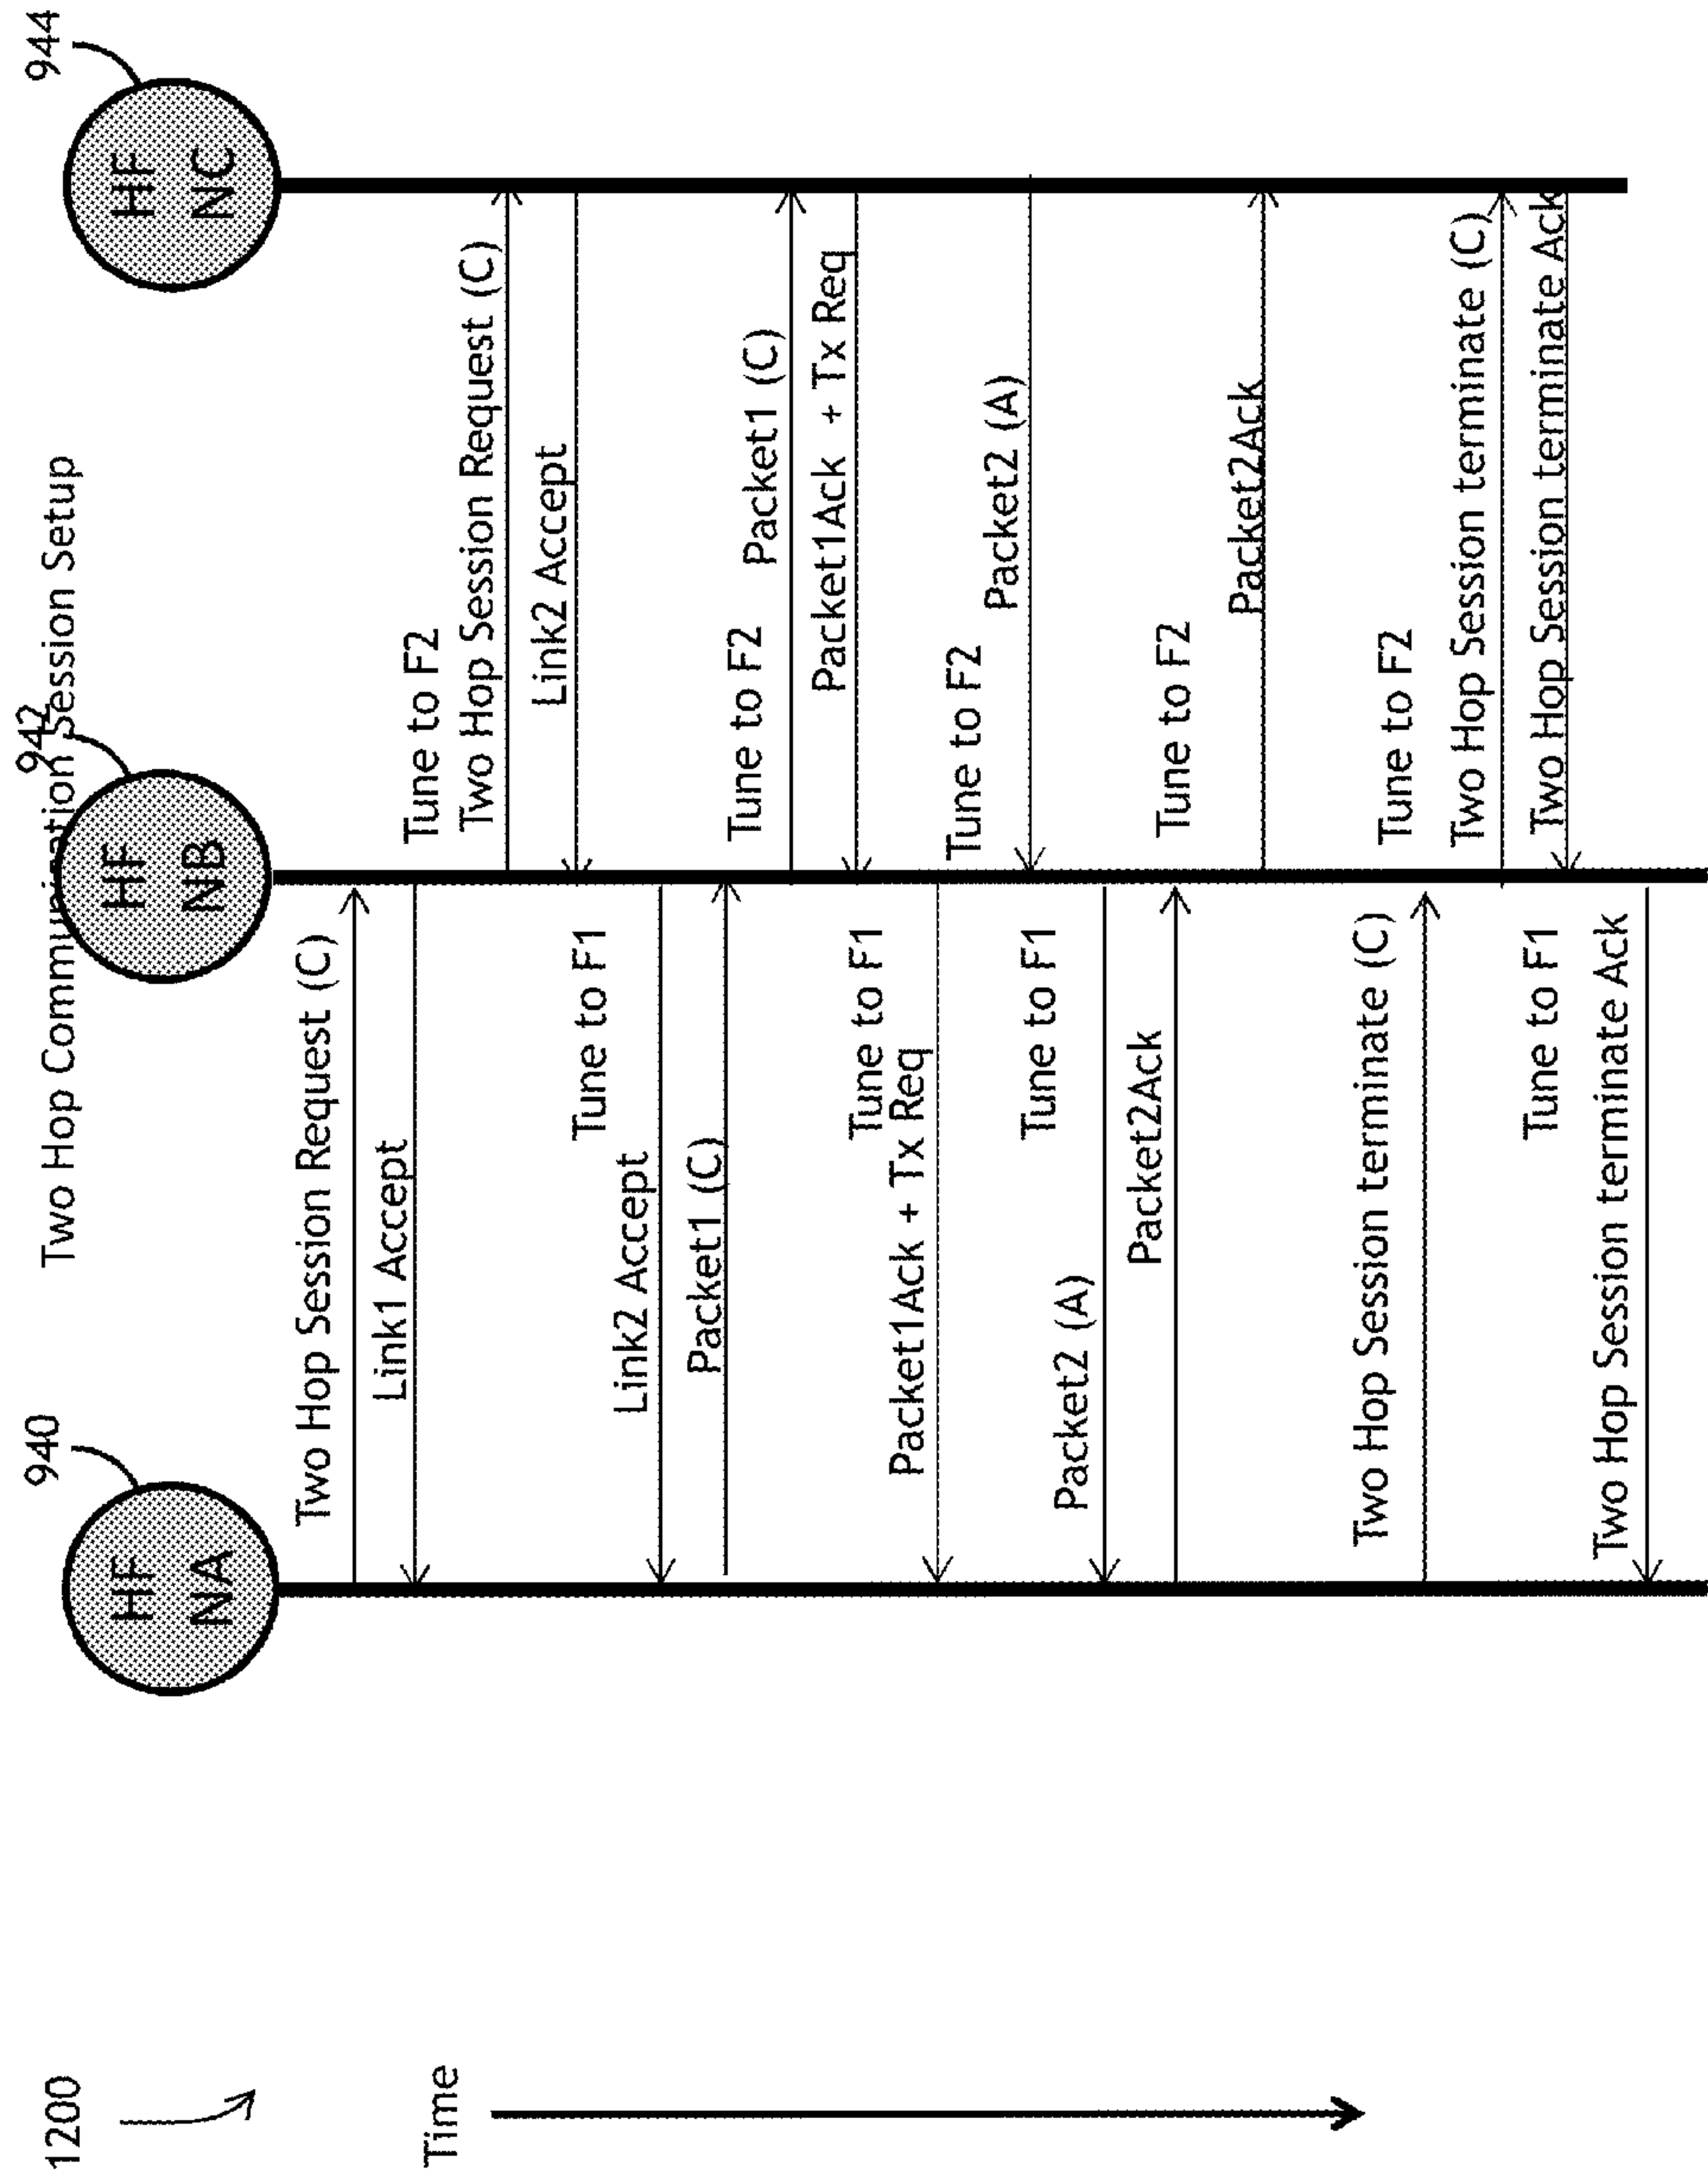 1200
Two Hop Communication Session Setup
940
942
944
HF
NA
HF
NB
HF
NC
Time
Two Hop Session Request (C)
Link1 Accept
Tune to F2
Two Hop Session Request (C)
Link2 Accept
Tune to F1
Link2 Accept
Packet1 (C)
Tune to F2
Packet1 (C)
Packet1Ack + Tx Req
Tune to F1
Packet1Ack + Tx Req
Tune to F2
Packet2 (A)
Tune to F1
Packet2 (A)
Packet2Ack
Tune to F2
Packet2Ack
Two Hop Session terminate (C)
Tune to F2
Two Hop Session terminate (C)
Two Hop Session terminate Ack
Tune to F1
Two Hop Session terminate Ack